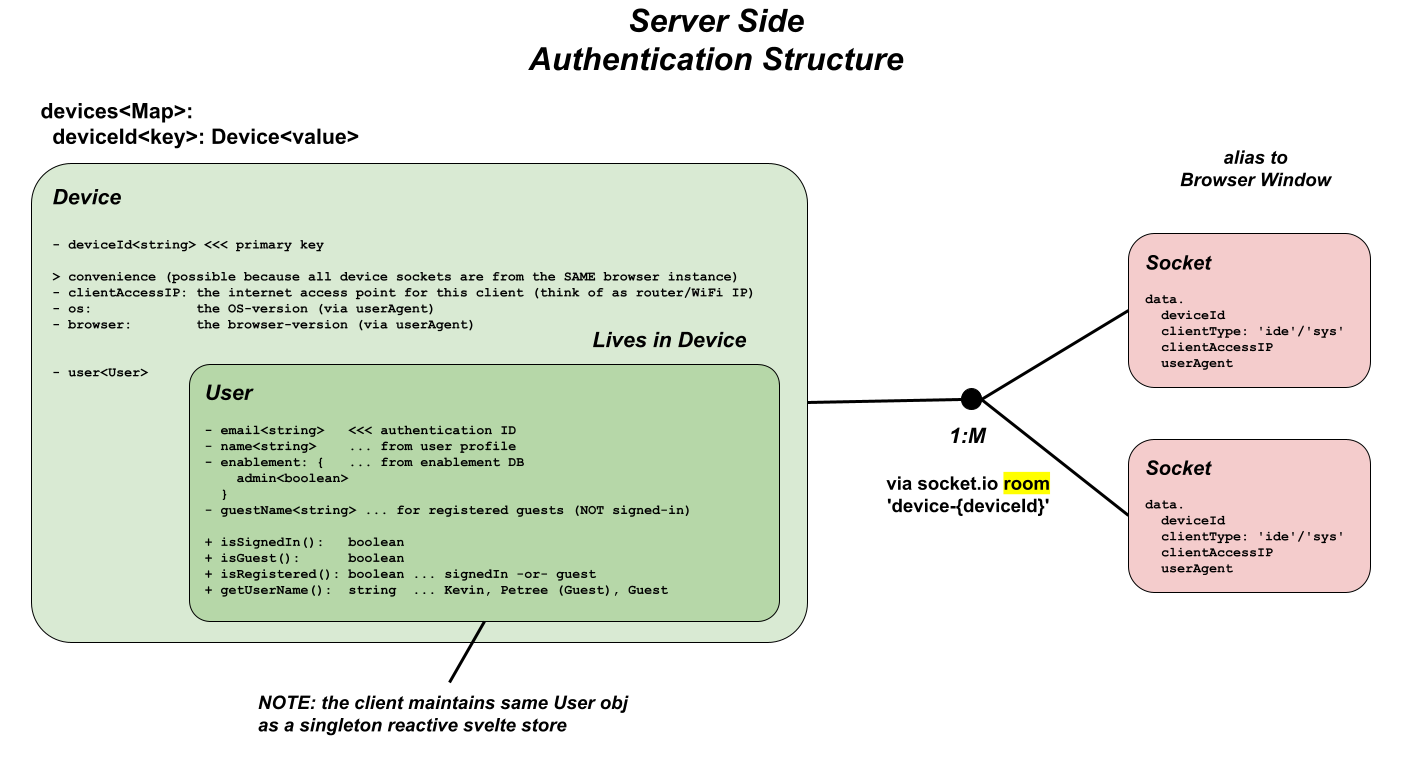 Server Side
Authentication Structure
devices<Map>:
deviceId<key>: Device<value>
Device
- deviceId<string> <<< primary key
> convenience (possible because all device sockets are from the SAME browser instance)
- clientAccessIP: the internet access point for this client (think of as router/WiFi IP)
- os: the OS-version (via userAgent)
- browser: the browser-version (via userAgent)
Lives in Device
- user<User>
User
- email<string> <<< authentication ID
- name<string> ... from user profile
- enablement: { ... from enablement DB
admin<boolean>
}
- guestName<string> ... for registered guests (NOT signed-in)
+ isSignedIn(): boolean
+ isGuest(): boolean
+ isRegistered(): boolean ... signedIn -or- guest
+ getUserName(): string ... Kevin, Petree (Guest), Guest
NOTE: the client maintains same User obj
as a singleton reactive svelte store
1:M
via socket.io room
'device-{deviceId}'
alias to
Browser Window
Socket
data.
deviceId
clientType: 'ide'/'sys'
clientAccessIP
userAgent
Socket
data.
deviceId
clientType: 'ide'/'sys'
clientAccessIP
userAgent